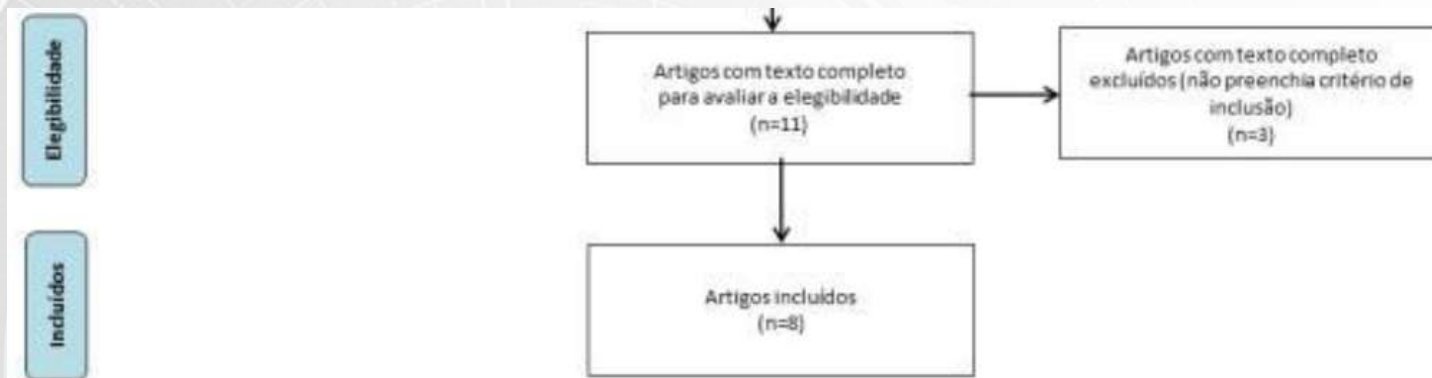 Elegibilidade
Artigos com texto completo
para avaliar a elegibilidade
(n=11)
Artigos com texto completo
excluídos (não preenchia critério de
inclusão)
(n=3)
Incluídos
Artigos incluídos
(n=8)